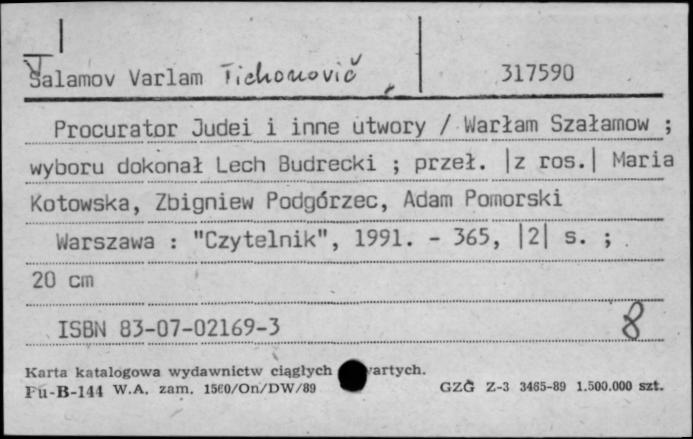 Šalamov Varlam Tichonovič 317590
Procurator Judei i inne utwory / Warłam Szałamow ;
wyboru dokonał Lech Budrecki ; przeł. |z ros.| Maria
Kotowska, Zbigniew Podgórzec, Adam Pomorski
Warszawa : "Czytelnik", 1991. - 365, |2| s. ;
20 cm
ISBN 83-07-02169-3 8
Karta katalogowa wydawnictw ciągłych wartych.
Pu-B-144 W.A. zam. 1560/On/DW/89 GZG Z-3 3465-89 1.500.000 szt.